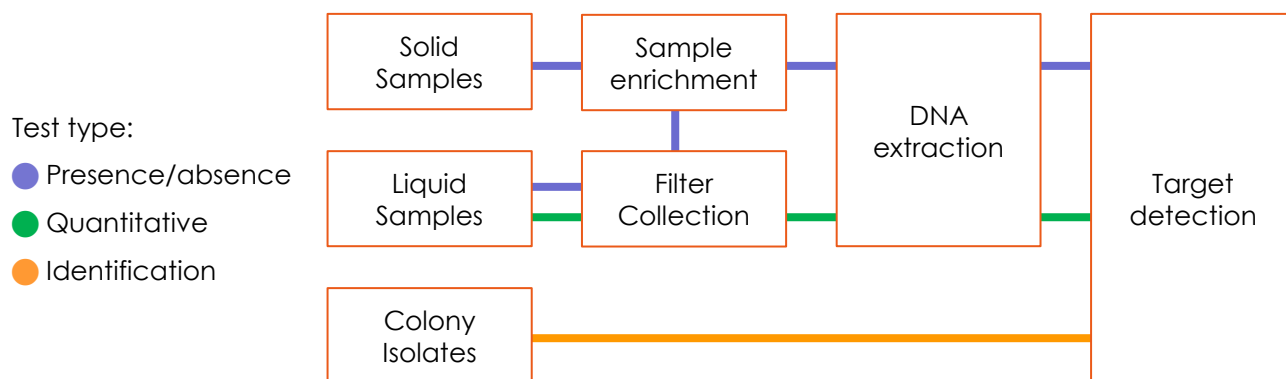 Test type:
Presence/absence
Quantitative
Identification
Solid
Samples
Sample
enrichment
Liquid
Samples
Filter
Collection
DNA
extraction
Target
detection
Colony
Isolates